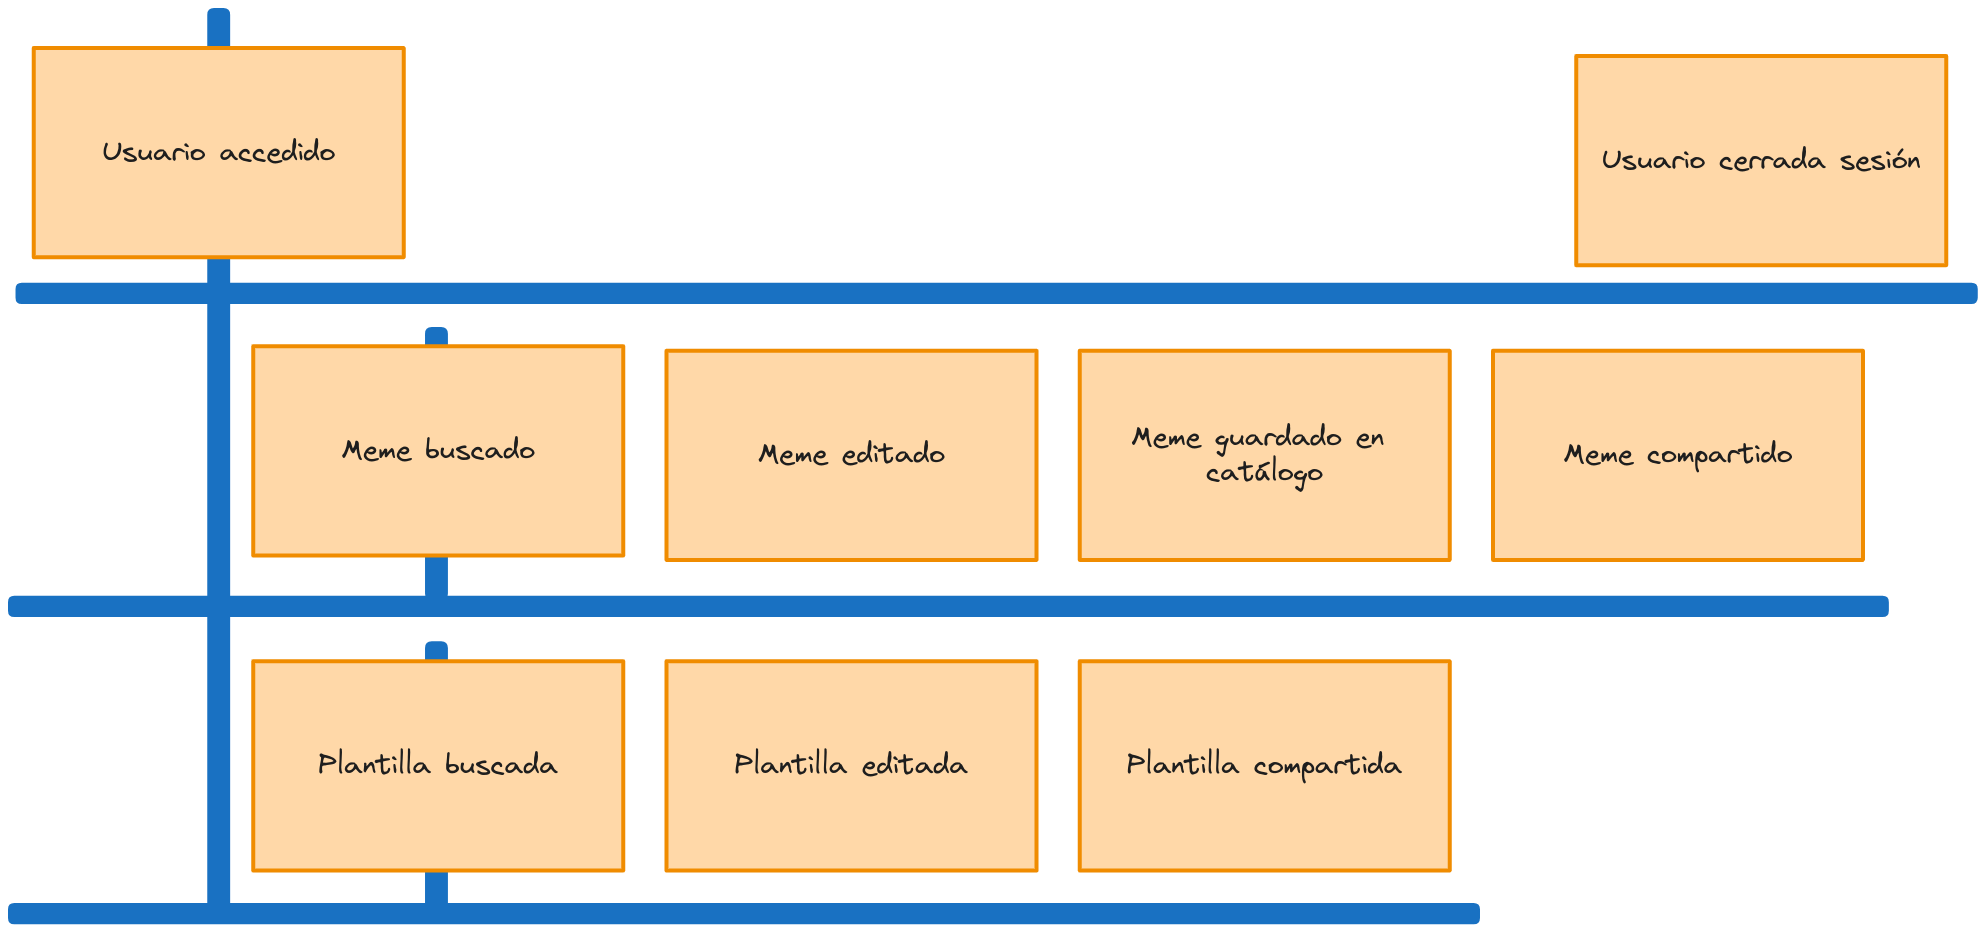 Usuario accedido
Usuario cerrada sesión
Meme buscado
Meme editado
Meme guardado en
catálogo
Meme compartido
Plantilla buscada
Plantilla editada
Plantilla compartida